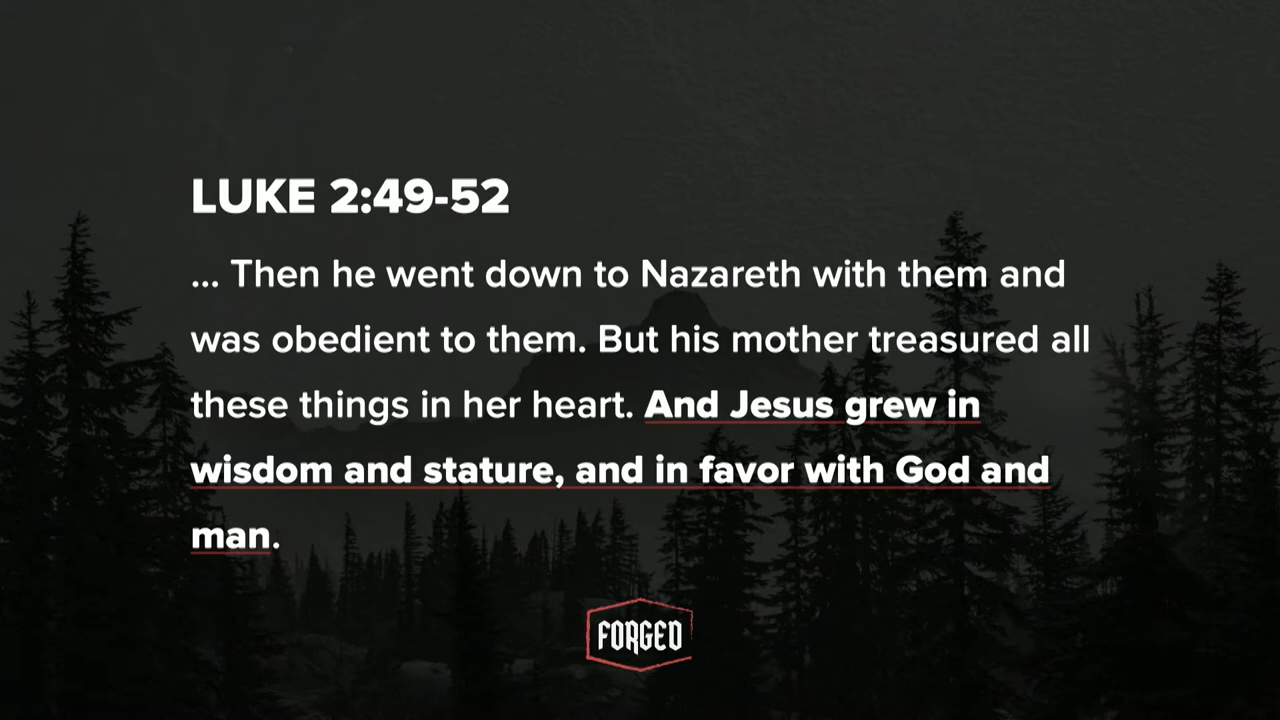 LUKE 2:49-52
... Then he went down to Nazareth with them and
was obedient to them. But his mother treasured all
these things in her heart. And Jesus grew in
wisdom and stature, and in favor with God and
man.
FORGED